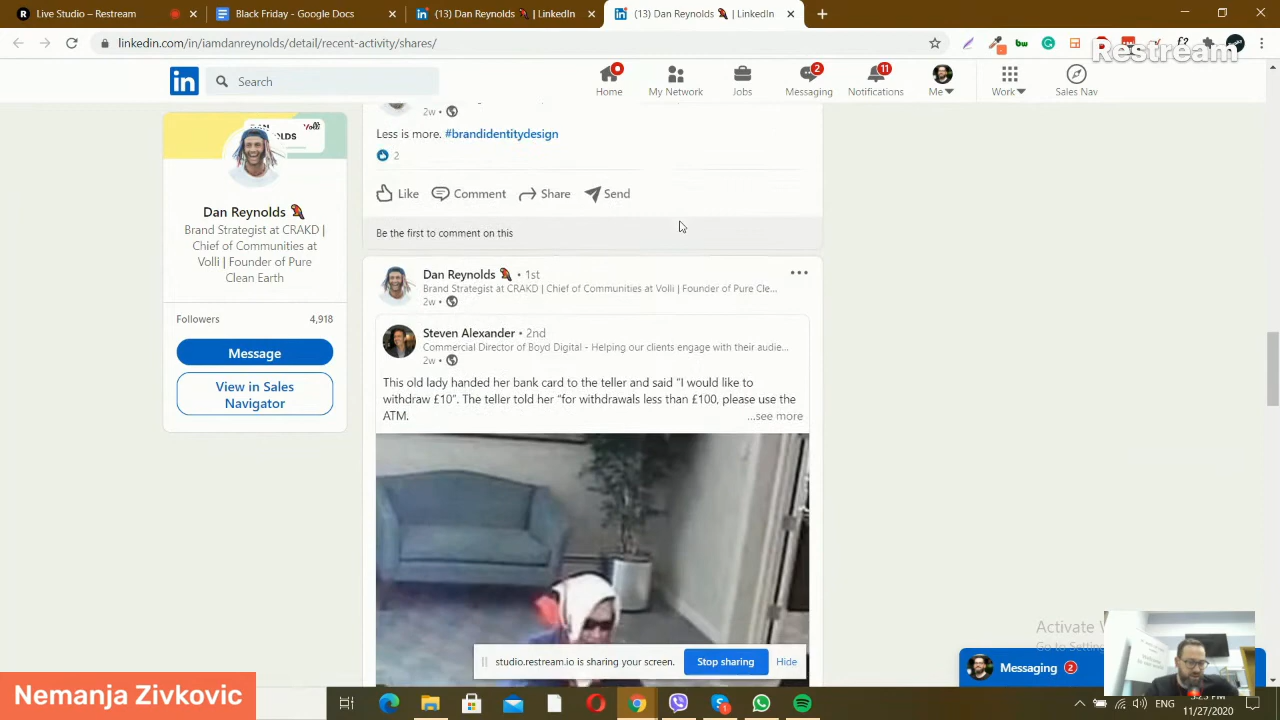 Live Studio - Restream
Black Friday - Google Docs
(13) Dan Reynolds | LinkedIn
(13) Dan Reynolds | LinkedIn
linkedin.com/in/iamdanreynolds/detail/recent-activity/shares/
Restream
Search
Home
My Network
Jobs
2
Messaging
11
Notifications
Me
Work
Sales Nav
Dan Reynolds
Brand Strategist at CRAKD |
Chief of Communities at
Volli | Founder of Pure
Clean Earth
Followers 4,918
Message
View in Sales
Navigator
2w •
Less is more. #brandidentitydesign
2
Like Comment Share Send
Be the first to comment on this
Dan Reynolds • 1st
Brand Strategist at CRAKD | Chief of Communities at Volli | Founder of Pure Cle...
2w •
Steven Alexander • 2nd
Commercial Director of Boyd Digital - Helping our clients engage with their audie...
2w •
This old lady handed her bank card to the teller and said “I would like to
withdraw £10”. The teller told her “for withdrawals less than £100, please use the
ATM. ...see more
studio.restream.io is sharing your screen. Stop sharing Hide
Activate
Messaging 2
Nemanja Zivkovic
ENG
5:25 PM
11/27/2020